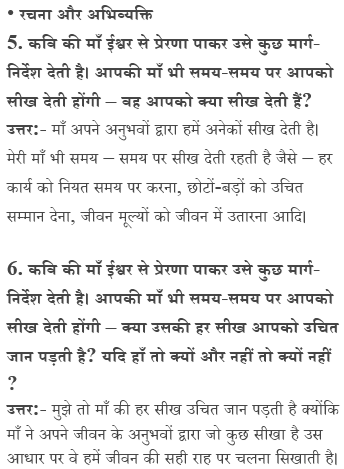 • रचना और अभिव्यक्ति
5. कवि की माँ ईश्वर से प्रेरणा पाकर उसे कुछ मार्ग-
निर्देश देती है। आपकी माँ भी समय-समय पर आपको
सीख देती होंगी – वह आपको क्या सीख देती हैं?
उत्तर:- माँ अपने अनुभवों द्वारा हमें अनेकों सीख देती है।
मेरी माँ भी समय – समय पर सीख देती रहती है जैसे – हर
कार्य को नियत समय पर करना, छोटों-बड़ों को उचित
सम्मान देना, जीवन मूल्यों को जीवन में उतारना आदि।
6. कवि की माँ ईश्वर से प्रेरणा पाकर उसे कुछ मार्ग-
निर्देश देती है। आपकी माँ भी समय-समय पर आपको
सीख देती होंगी – क्या उसकी हर सीख आपको उचित
जान पड़ती है? यदि हाँ तो क्यों और नहीं तो क्यों नहीं
?
उत्तर:- मुझे तो माँ की हर सीख उचित जान पड़ती है क्योंकि
माँ ने अपने जीवन के अनुभवों द्वारा जो कुछ सीखा है उस
आधार पर वे हमें जीवन की सही राह पर चलना सिखाती है।